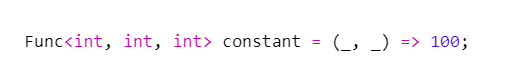 Func<int, int, int> constant = (_, _) => 100;